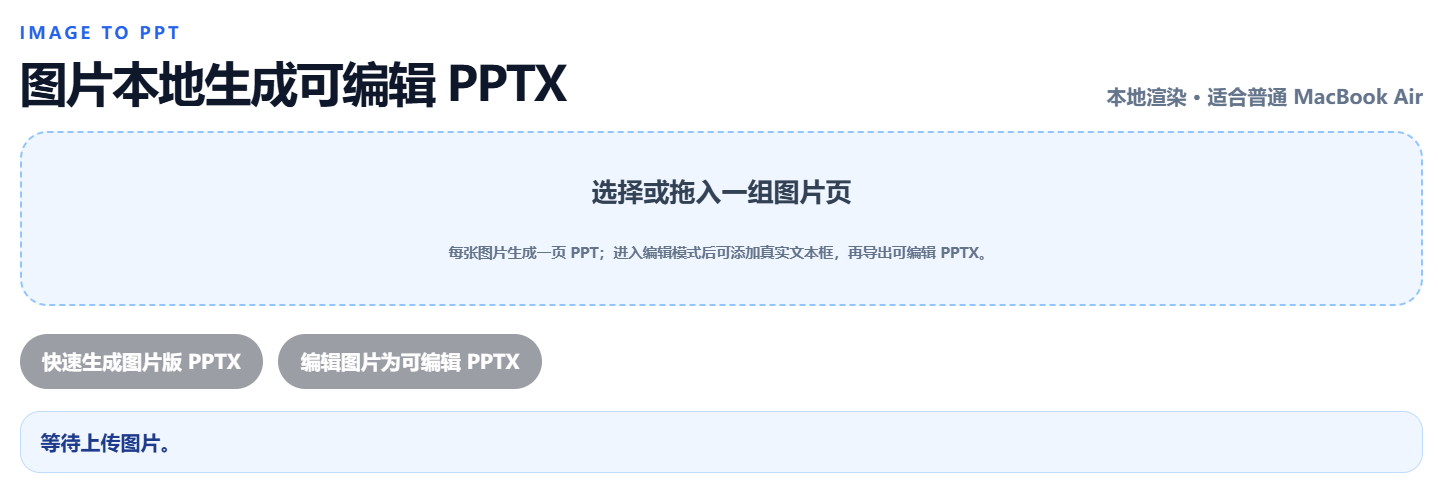 IMAGE TO PPT
图片本地生成可编辑 PPTX
本地渲染 • 适合普通 MacBook Air
选择或拖入一组图片页
每张图片生成一页 PPT；进入编辑模式后可添加真实文本框，再导出可编辑 PPTX。
快速生成图片版 PPTX
编辑图片为可编辑 PPTX
等待上传图片。